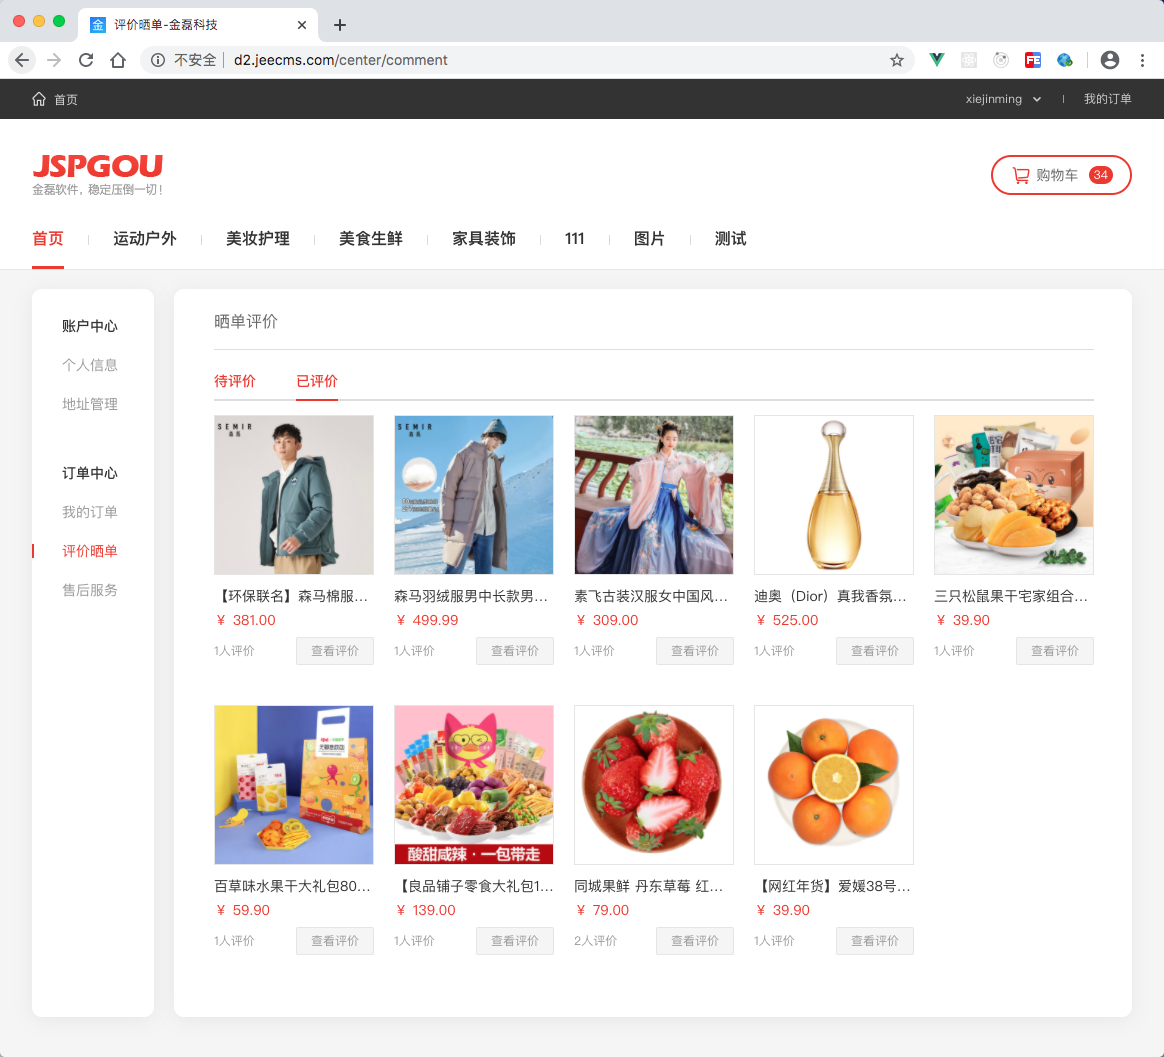 金 评价晒单-金磊科技
不安全 d2.jeecms.com/center/comment
FE
首页 xiejinming 我的订单
JSPGOU
金磊软件，稳定压倒一切！
购物车 34
首页 运动户外 美妆护理 美食生鲜 家具装饰 111 图片 测试
账户中心
个人信息
地址管理
订单中心
我的订单
评价晒单
售后服务
晒单评价
待评价 已评价
SEMIR
森马
SEMIR
森马
【环保联名】森马棉服... 森马羽绒服男中长款男... 素飞古装汉服女中国风... 迪奥（Dior）真我香氛... 三只松鼠果干宅家组合...
¥ 381.00 ¥ 499.99 ¥ 309.00 ¥ 525.00 ¥ 39.90
1人评价 查看评价 1人评价 查看评价 1人评价 查看评价 1人评价 查看评价 1人评价 查看评价
酸甜咸辣·一包带走
百草味水果干大礼包80... 【良品铺子零食大礼包1... 同城果鲜 丹东草莓 红... 【网红年货】爱媛38号...
¥ 59.90 ¥ 139.00 ¥ 79.00 ¥ 39.90
1人评价 查看评价 1人评价 查看评价 2人评价 查看评价 1人评价 查看评价